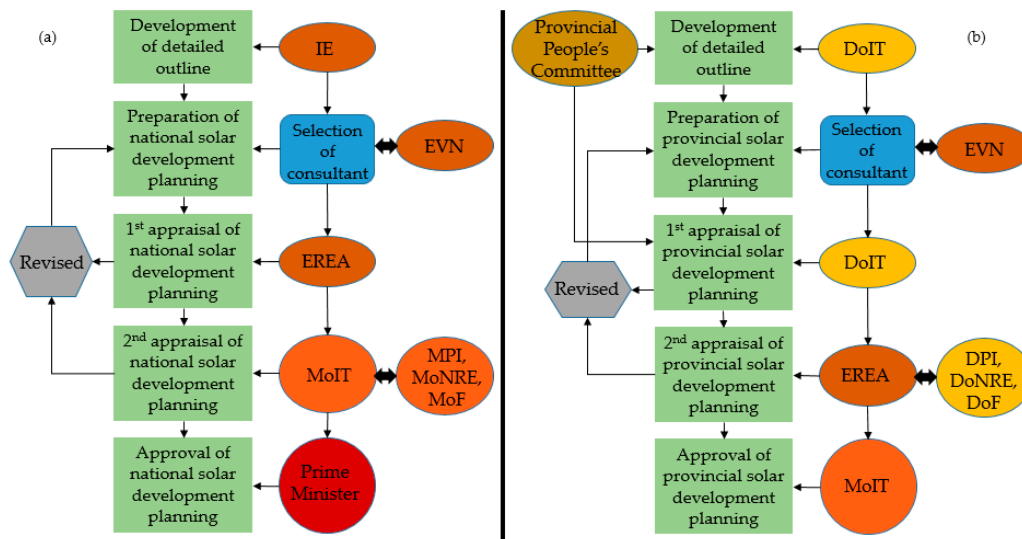 (a)
Development
of detailed
outline
IE
Preparation of
national solar
development
planning
Selection
of
consultant
EVN
1st appraisal of
national solar
development
planning
EREA
Revised
2nd appraisal of
national solar
development
planning
MoIT
MPI,
MoNRE,
MoF
Approval of
national solar
development
planning
Prime
Minister
(b)
Provincial
People's
Committee
Development
of detailed
outline
DoIT
Preparation of
provincial solar
development
planning
Selection
of
consultant
EVN
1st appraisal of
provincial solar
development
planning
DoIT
Revised
2nd appraisal of
provincial solar
development
planning
EREA
DPI,
DoNRE,
DoF
Approval of
provincial solar
development
planning
MoIT